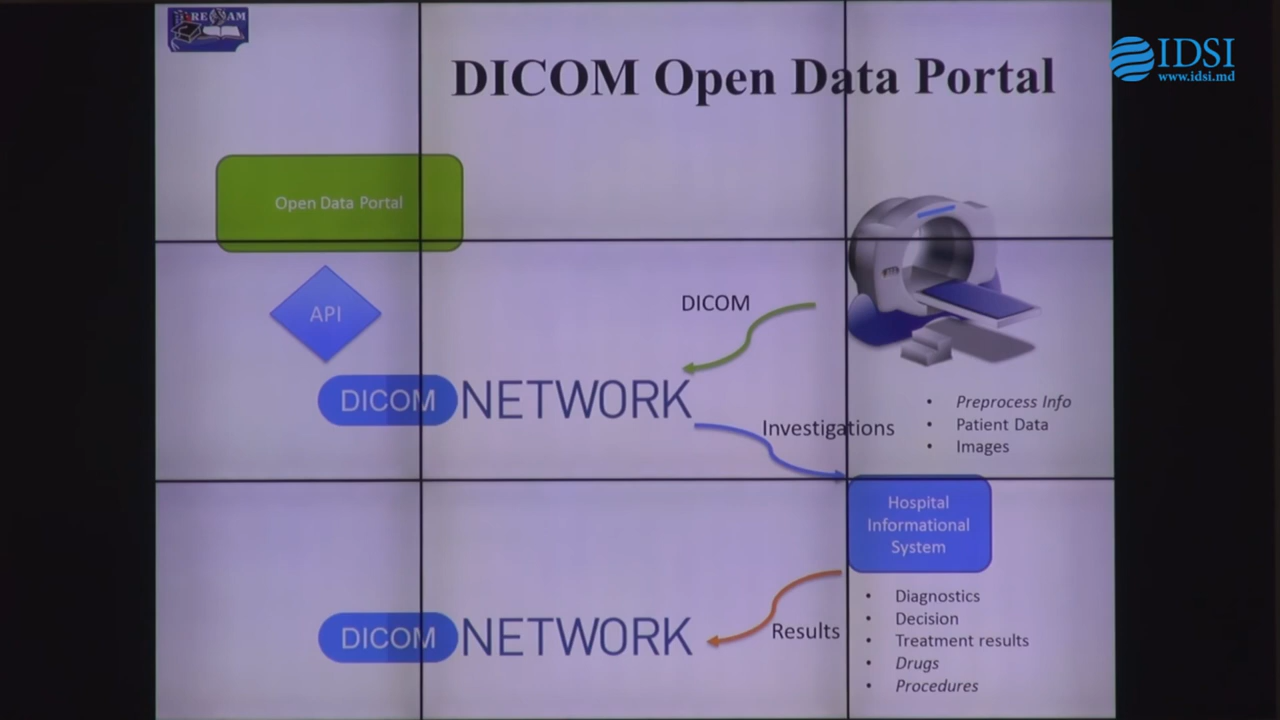 IDSI
www.idsi.md
DICOM Open Data Portal
Open Data Portal
API
DICOM
DICOM NETWORK
Investigations
• Preprocess Info
• Patient Data
• Images
Hospital
Informational
System
• Diagnostics
• Decision
• Treatment results
• Drugs
• Procedures
Results
DICOM NETWORK